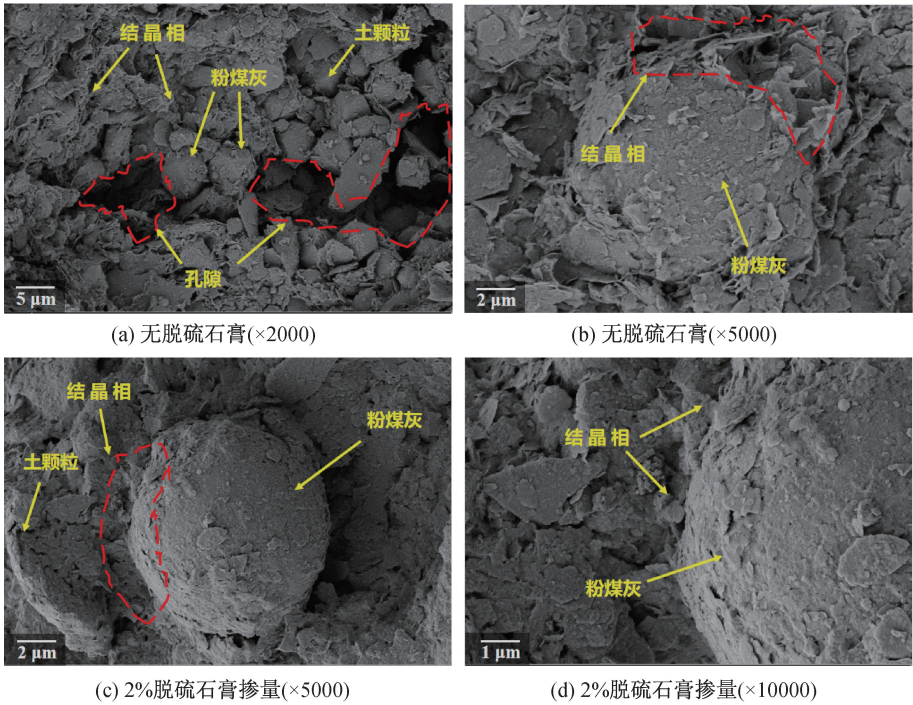 结晶相
土颗粒
粉煤灰
孔隙
5 μm
(a) 无脱硫石膏(×2000)
结晶相
粉煤灰
2 μm
(b) 无脱硫石膏(×5000)
结晶相
粉煤灰
土颗粒
2 μm
(c) 2%脱硫石膏掺量(×5000)
结晶相
粉煤灰
1 μm
(d) 2%脱硫石膏掺量(×10000)